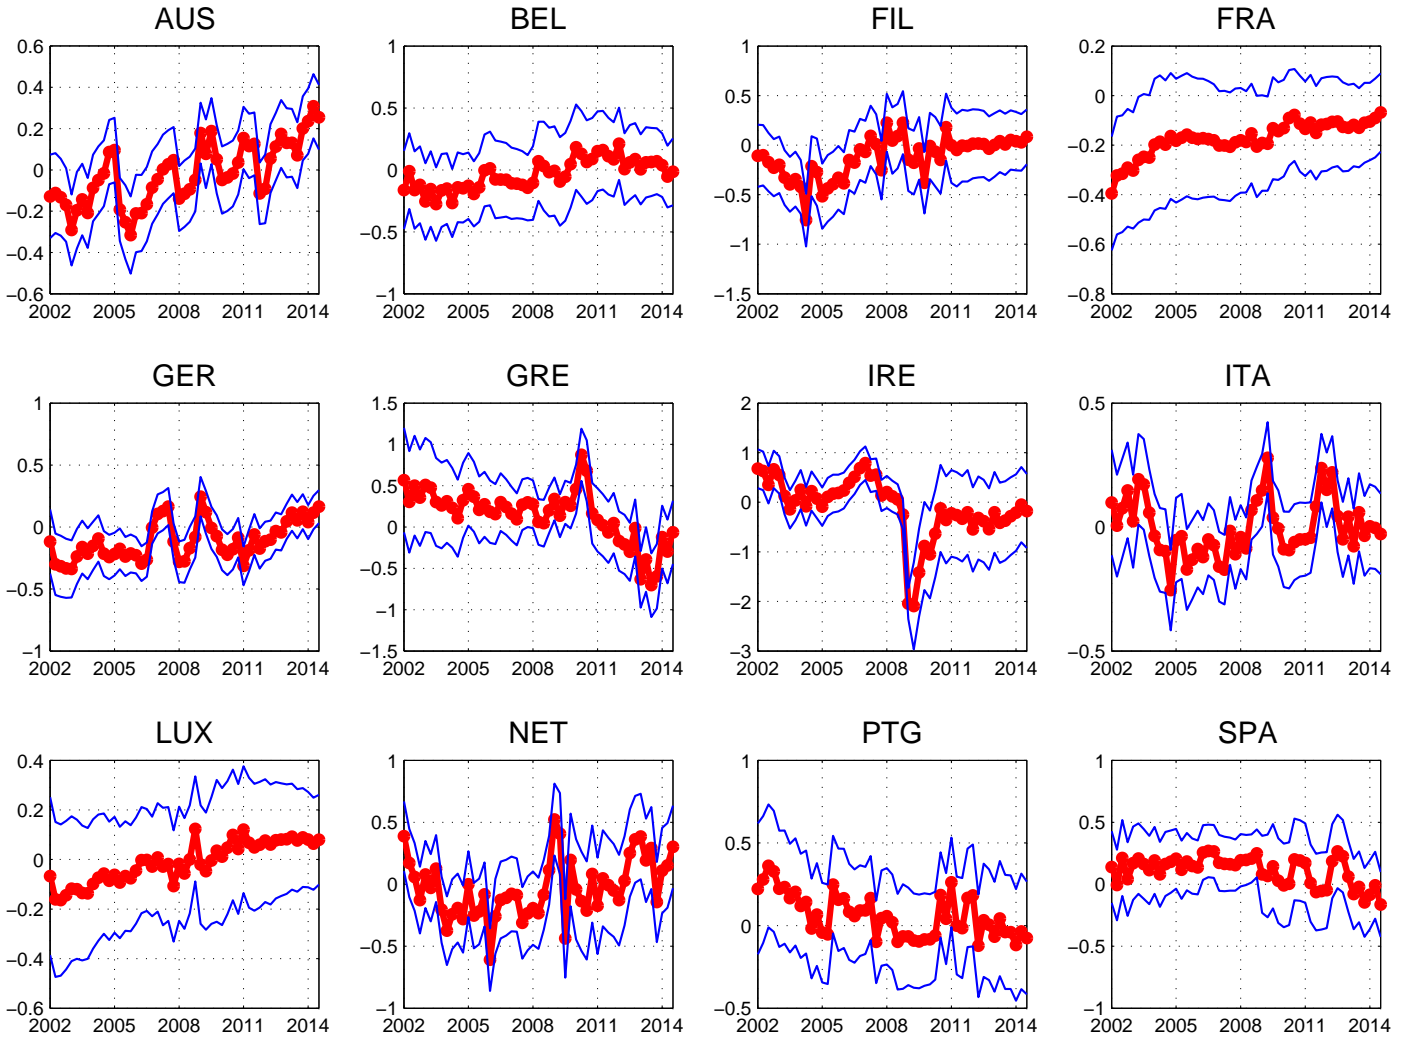 AUS BEL FIL FRA
0.6 1 1 0.2
0.4 0.5 0.5 0
0.2 0 0 −0.2
0 −0.5 −0.5 −0.4
−0.2 −1 −1 −0.6
−0.4 −1.5 −0.8
−0.6
2002 2005 2008 2011 2014 2002 2005 2008 2011 2014 2002 2005 2008 2011 2014 2002 2005 2008 2011 2014
GER GRE IRE ITA
1 1.5 2 0.5
0.5 1 1 0
0 0.5 0 −0.5
−0.5 0 −1
−1 −0.5 −2
−1 −3
−1.5
2002 2005 2008 2011 2014 2002 2005 2008 2011 2014 2002 2005 2008 2011 2014 2002 2005 2008 2011 2014
LUX NET PTG SPA
0.4 1 1 1
0.2 0.5 0.5 0.5
0 0 0 0
−0.2 −0.5 −0.5 −0.5
−0.4 −1 −1
−0.6
2002 2005 2008 2011 2014 2002 2005 2008 2011 2014 2002 2005 2008 2011 2014 2002 2005 2008 2011 2014